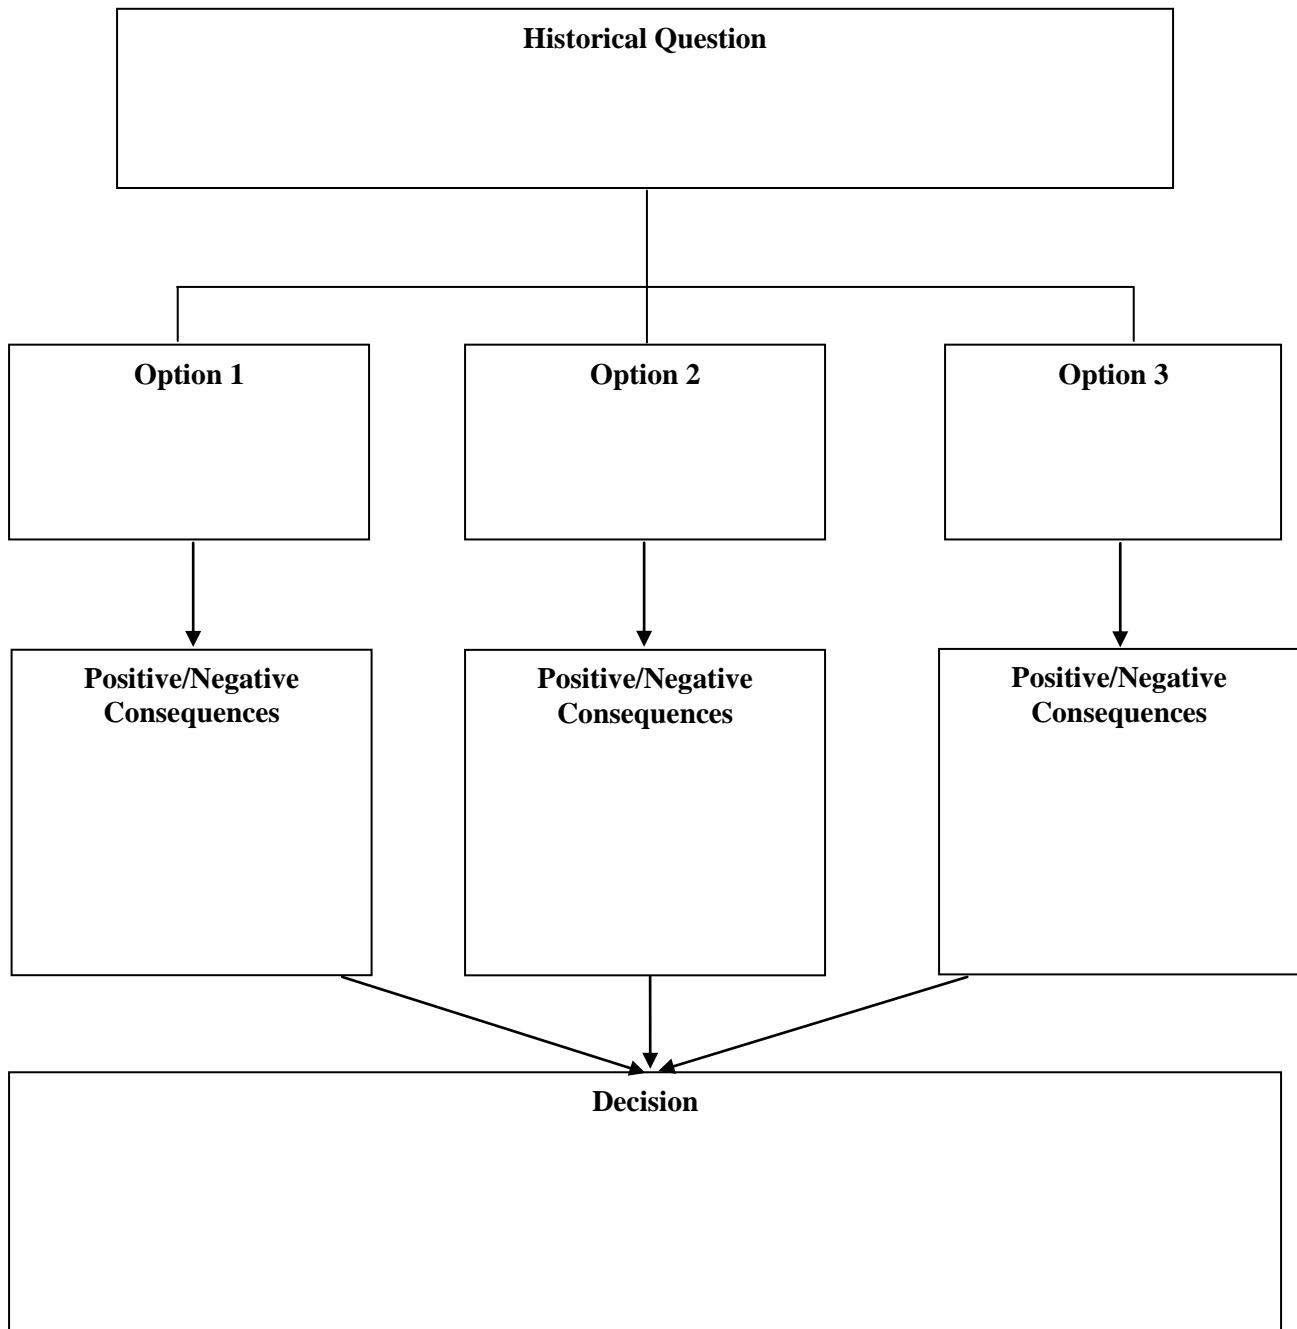 Historical Question
Option 1
Option 2
Option 3
Positive/Negative
Consequences
Positive/Negative
Consequences
Positive/Negative
Consequences
Decision